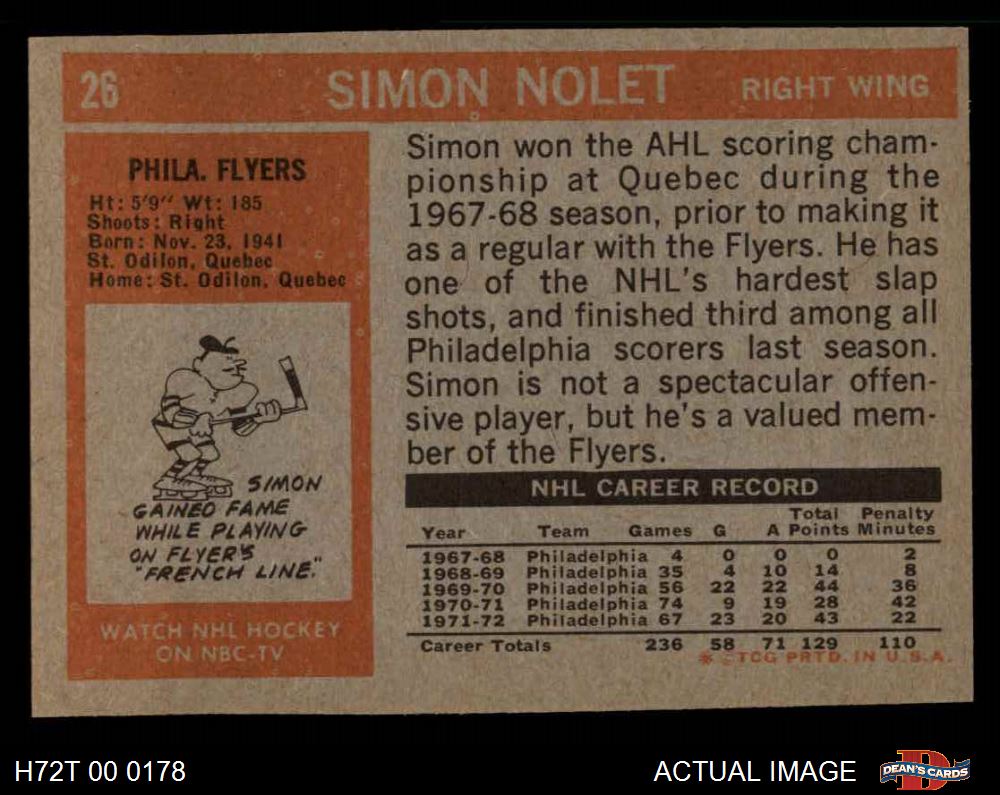 26 SIMON NOLET RIGHT WING
PHILA. FLYERS
Ht: 5'9" Wt: 185
Shoots: Right
Born: Nov. 23, 1941
St. Odilon, Quebec
Home: St. Odilon, Quebec
SIMON
GAINED FAME
WHILE PLAYING
ON FLYER'S
"FRENCH LINE."
WATCH NHL HOCKEY
ON NBC-TV
Simon won the AHL scoring cham-
pionship at Quebec during the
1967-68 season, prior to making it
as a regular with the Flyers. He has
one of the NHL's hardest slap
shots, and finished third among all
Philadelphia scorers last season.
Simon is not a spectacular offen-
sive player, but he's a valued mem-
ber of the Flyers.
NHL CAREER RECORD
Year Team Games G A Total Points Penalty Minutes
1967-68 Philadelphia 4 0 0 0 2
1968-69 Philadelphia 35 4 10 14 8
1969-70 Philadelphia 56 22 22 44 36
1970-71 Philadelphia 74 9 19 28 42
1971-72 Philadelphia 67 23 20 43 22
Career Totals 236 58 71 129 110
* © TCG PRTD. IN U.S.A.
H72T 00 0178
ACTUAL IMAGE
DEAN'S CARDS